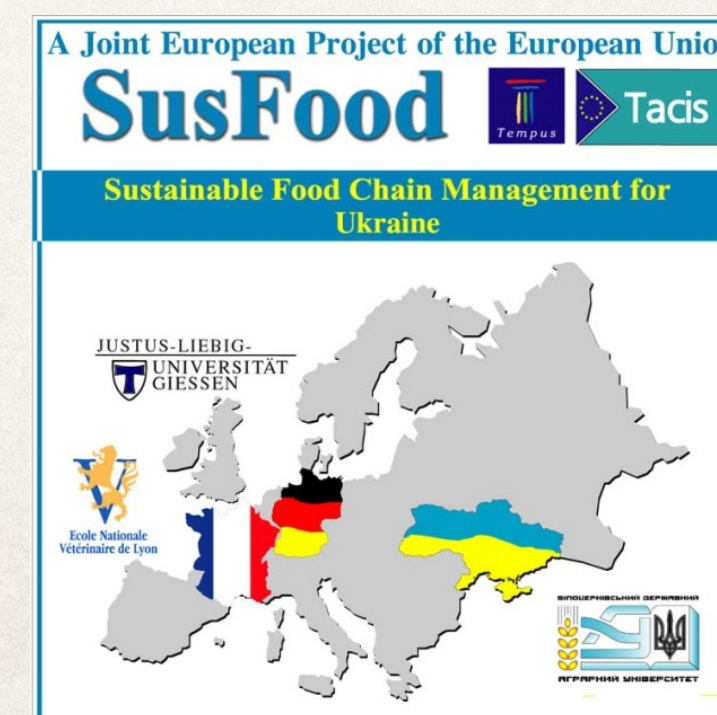 A Joint European Project of the European Unio
SusFood
Tempus
Tacis
Sustainable Food Chain Management for
Ukraine
JUSTUS-LIEBIG-
UNIVERSITÄT
GIESSEN
V
Ecole Nationale
Vétérinaire de Lyon
БІЛОЦЕРКІВСЬКИЙ ДЕРЖАВНИЙ
АГРАРНИЙ УНІВЕРСИТЕТ